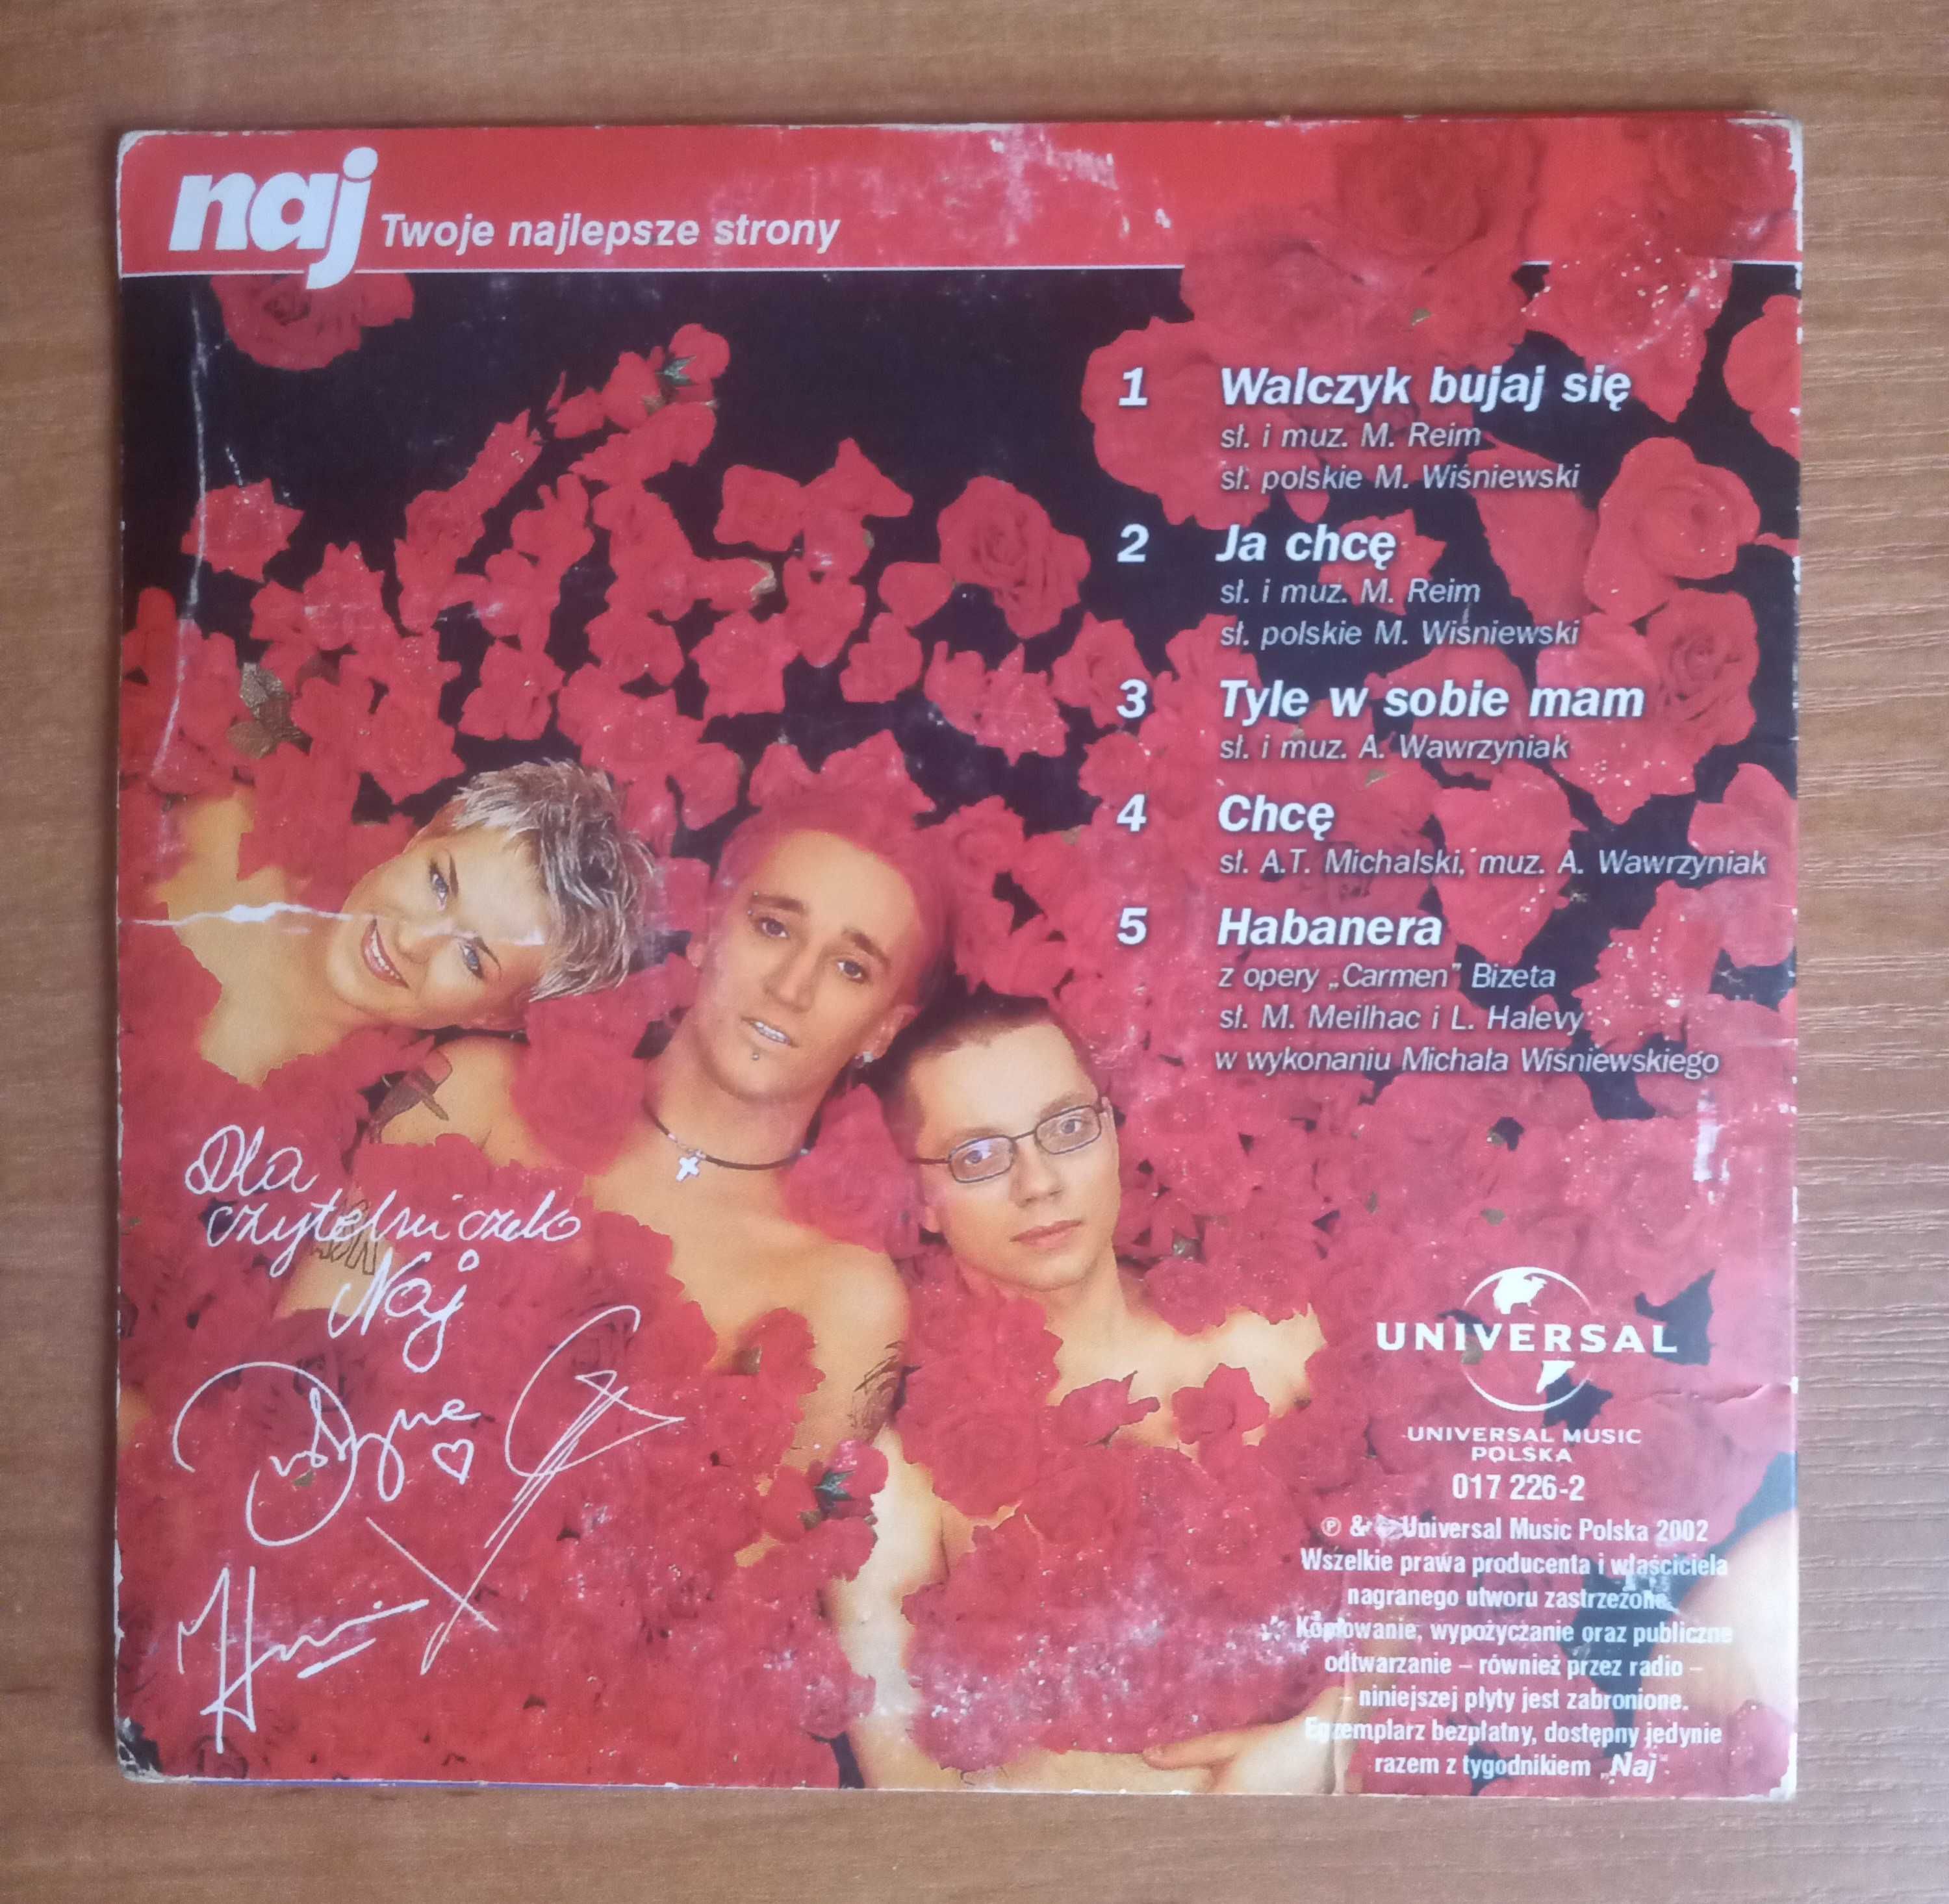 naj Twoje najlepsze strony
1 Walczyk bujaj się
sł. i muz. M. Reim
sł. polskie M. Wiśniewski
2 Ja chcę
sł. i muz. M. Reim
sł. polskie M. Wiśniewski
3 Tyle w sobie mam
sł. i muz. A. Wawrzyniak
4 Chcę
sł. A.T. Michalski, muz. A. Wawrzyniak
5 Habanera
z opery „Carmen” Bizeta
sł. M. Meilhac i L. Halevy
w wykonaniu Michała Wiśniewskiego
Dla
czytelniczek
Naj
Justyna
UNIVERSAL
UNIVERSAL MUSIC
POLSKA
017 226-2
℗ & © Universal Music Polska 2002
Wszelkie prawa producenta i właściciela
nagranego utworu zastrzeżone.
Kopiowanie, wypożyczanie oraz publiczne
odtwarzanie – również przez radio –
– niniejszej płyty jest zabronione.
Egzemplarz bezpłatny, dostępny jedynie
razem z tygodnikiem „Naj”.